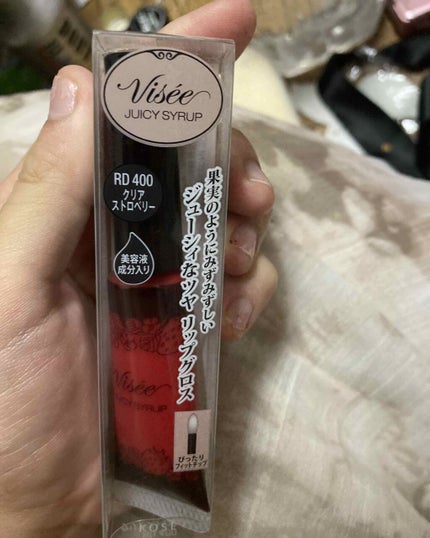 Visée
JUICY SYRUP
RD 400
クリア
ストロベリー
美容液
成分入り
果実のようにみずみずしい
ジューシィなツヤ リップグロス
Visée
JUICY SYRUP
ぴったり
フィットチップ
KOSÉ